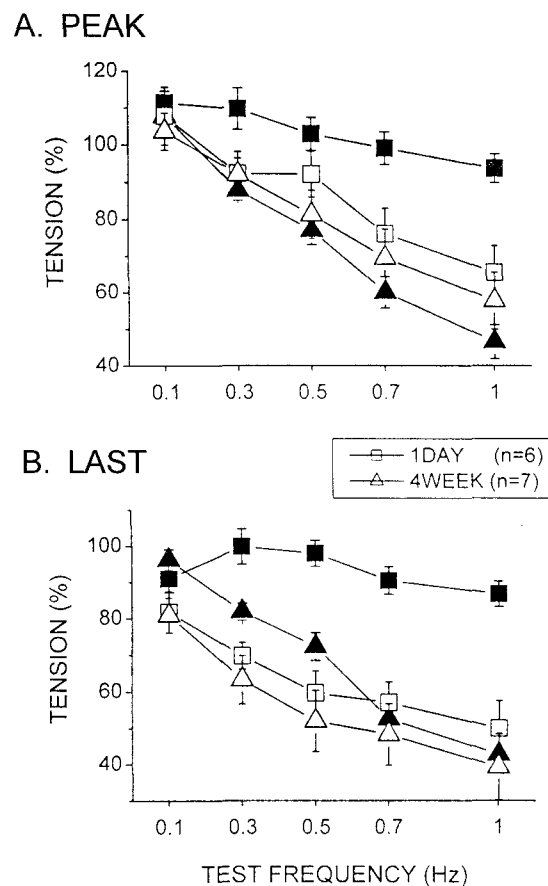 A. PEAK
120
100
80
60
40
TENSION (%)
0.1 0.3 0.5 0.7 1
B. LAST
1DAY (n=6)
4WEEK (n=7)
100
80
60
40
TENSION (%)
0.1 0.3 0.5 0.7 1
TEST FREQUENCY (Hz)